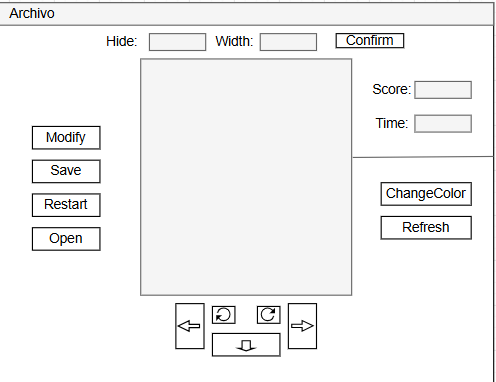 Archivo
Hide: Width: Confirm
Score:
Time:
Modify
Save
Restart
Open
ChangeColor
Refresh